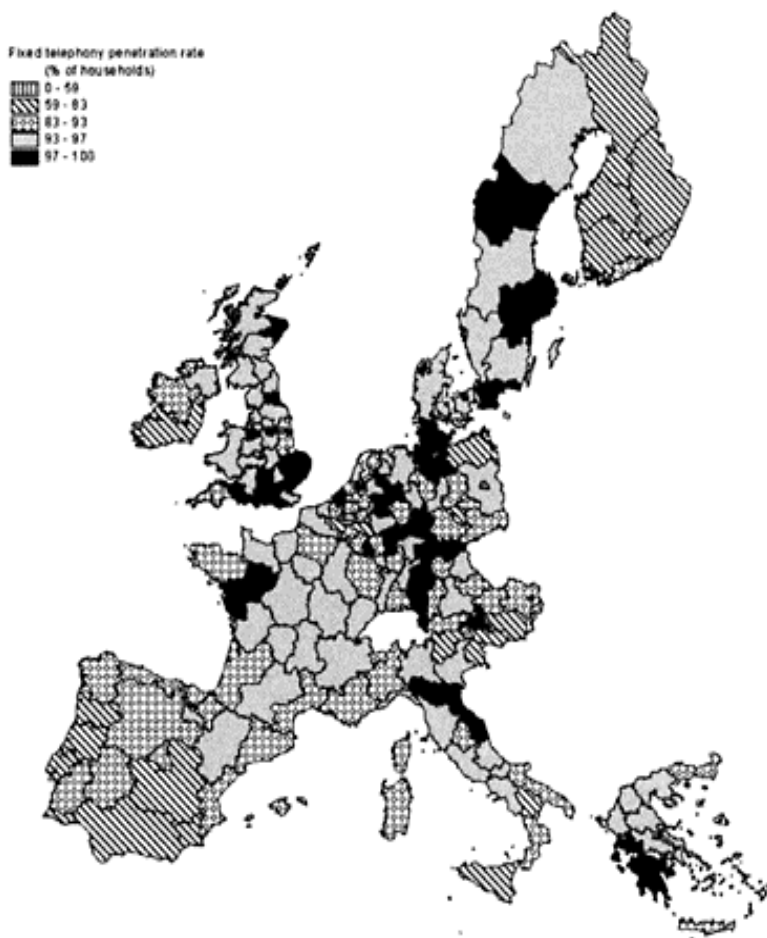 Fixed telephony penetration rate
(% of households)
0 - 59
59 - 83
83 - 93
93 - 97
97 - 100